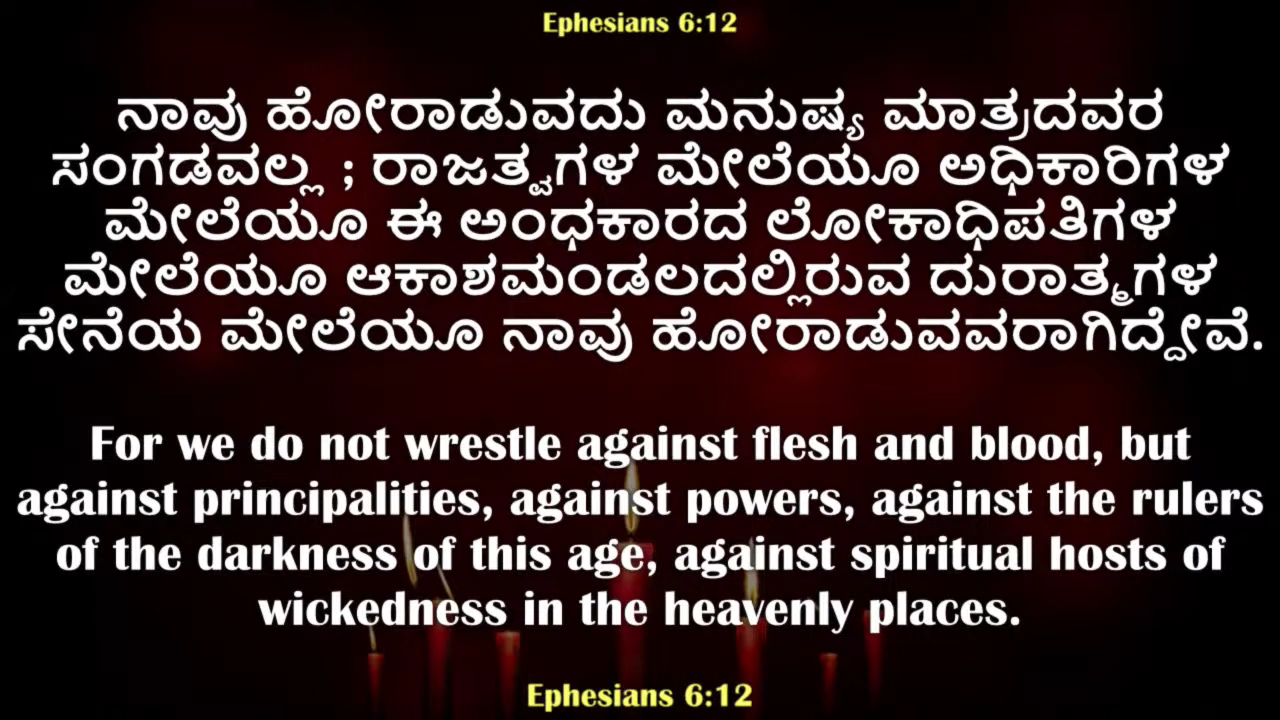 Ephesians 6:12
ನಾವು ಹೋರಾಡುವದು ಮನುಷ್ಯ ಮಾತ್ರದವರ
ಸಂಗಡವಲ್ಲ ; ರಾಜತ್ವಗಳ ಮೇಲೆಯೂ ಅಧಿಕಾರಿಗಳ
ಮೇಲೆಯೂ ಈ ಅಂಧಕಾರದ ಲೋಕಾಧಿಪತಿಗಳ
ಮೇಲೆಯೂ ಆಕಾಶಮಂಡಲದಲ್ಲಿರುವ ದುರಾತ್ಮಗಳ
ಸೇನೆಯ ಮೇಲೆಯೂ ನಾವು ಹೋರಾಡುವವರಾಗಿದ್ದೇವೆ.
For we do not wrestle against flesh and blood, but
against principalities, against powers, against the rulers
of the darkness of this age, against spiritual hosts of
wickedness in the heavenly places.
Ephesians 6:12